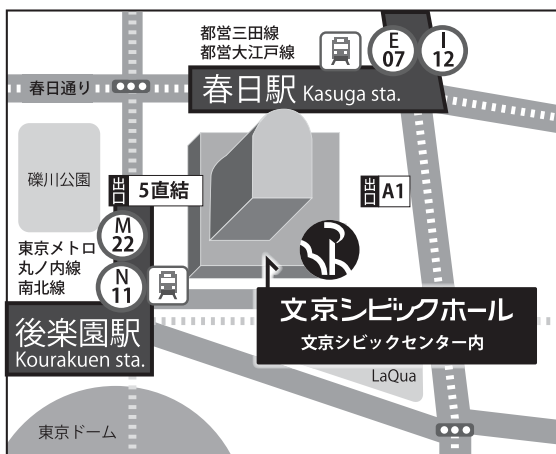 都営三田線
都営大江戸線
E
07
I
12
春日通り
春日駅 Kasuga sta.
礫川公園
出口 5直結
出口 A1
M
22
東京メトロ
丸ノ内線
南北線
N
11
後楽園駅
Kourakuen sta.
文京シビックホール
文京シビックセンター内
LaQua
東京ドーム